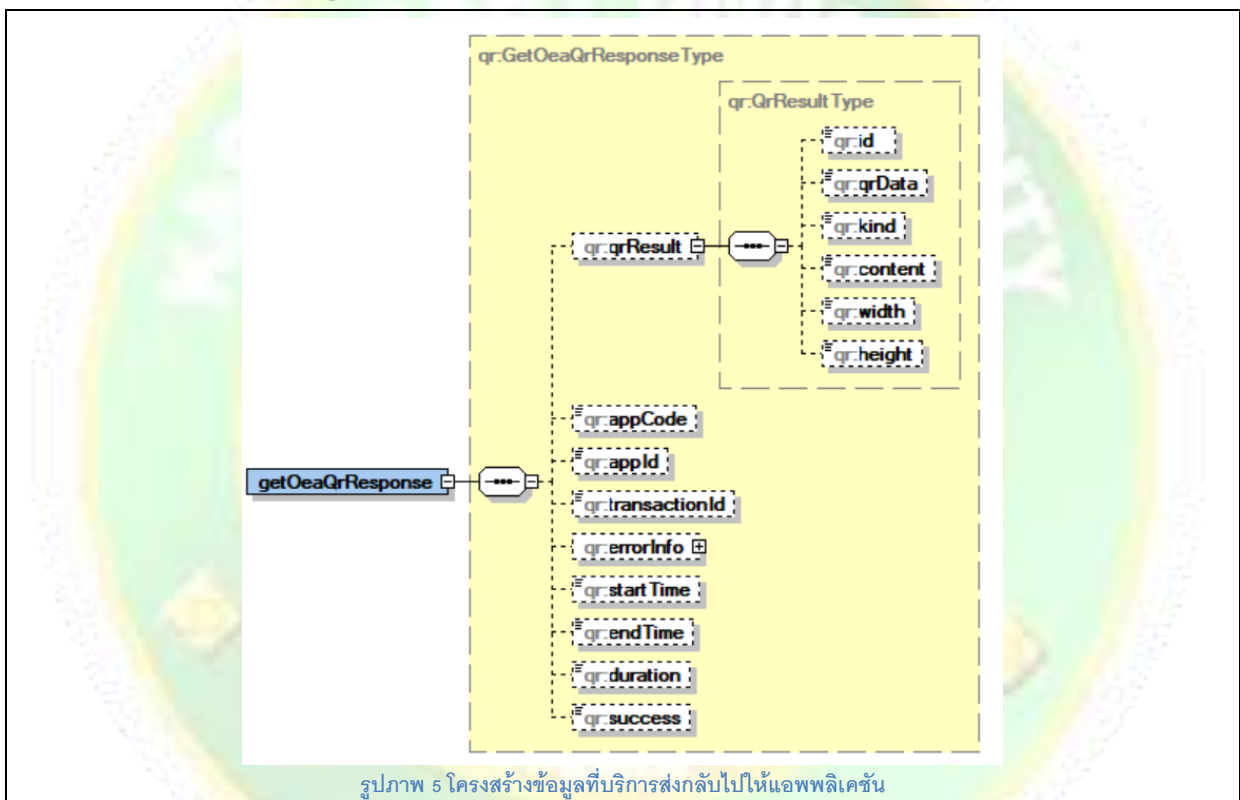 qr:GetOeaQrResponseType
qr:QrResultType
qr:id
qr:qrData
qr:kind
qr:qrResult
qr:content
qr:width
qr:height
qr:appCode
qr:appId
getOeaQrResponse
qr:transactionId
qr:errorInfo
qr:startTime
qr:endTime
qr:duration
qr:success
รูปภาพ 5 โครงสร้างข้อมูลที่บริการส่งกลับไปให้แอพพลิเคชัน